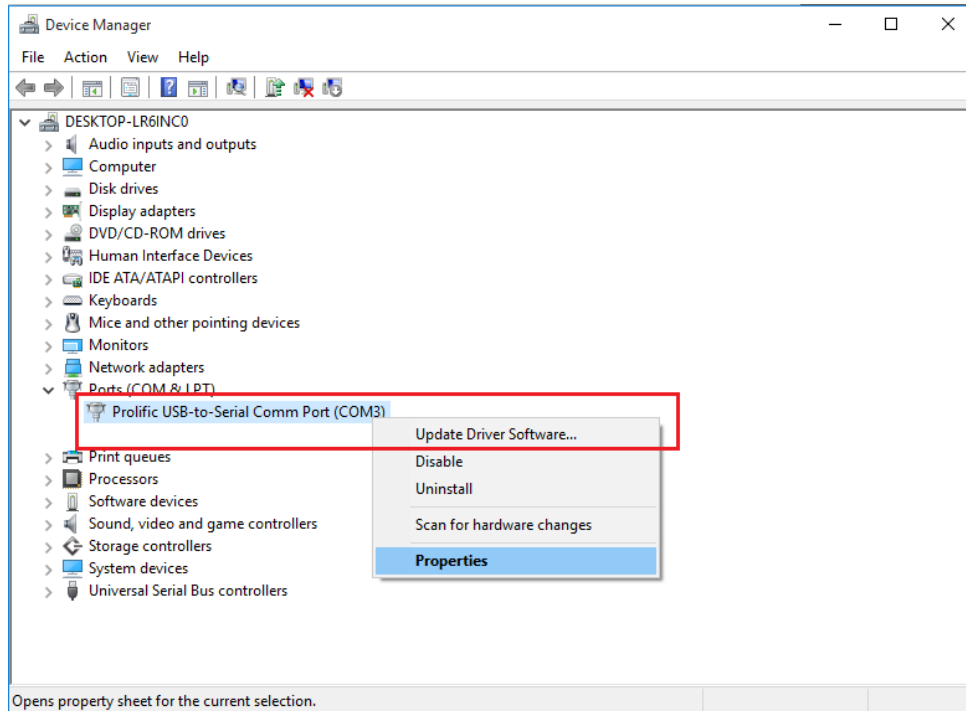 Device Manager
File Action View Help
DESKTOP-LR6INC0
Audio inputs and outputs
Computer
Disk drives
Display adapters
DVD/CD-ROM drives
Human Interface Devices
IDE ATA/ATAPI controllers
Keyboards
Mice and other pointing devices
Monitors
Network adapters
Ports (COM & LPT)
Prolific USB-to-Serial Comm Port (COM3)
Update Driver Software...
Disable
Uninstall
Scan for hardware changes
Properties
Print queues
Processors
Software devices
Sound, video and game controllers
Storage controllers
System devices
Universal Serial Bus controllers
Opens property sheet for the current selection.